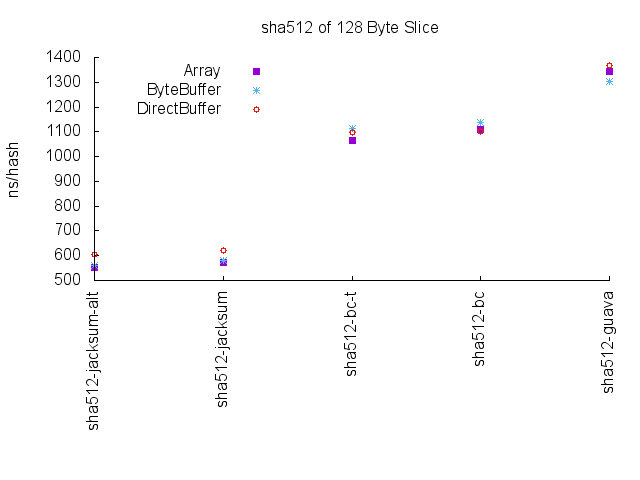 sha512 of 128 Byte Slice
1400
1300
1200
1100
1000
900
800
700
600
500
ns/hash
Array
ByteBuffer
DirectBuffer
sha512-jacksum-alt
sha512-jacksum
sha512-bc-t
sha512-bc
sha512-guava